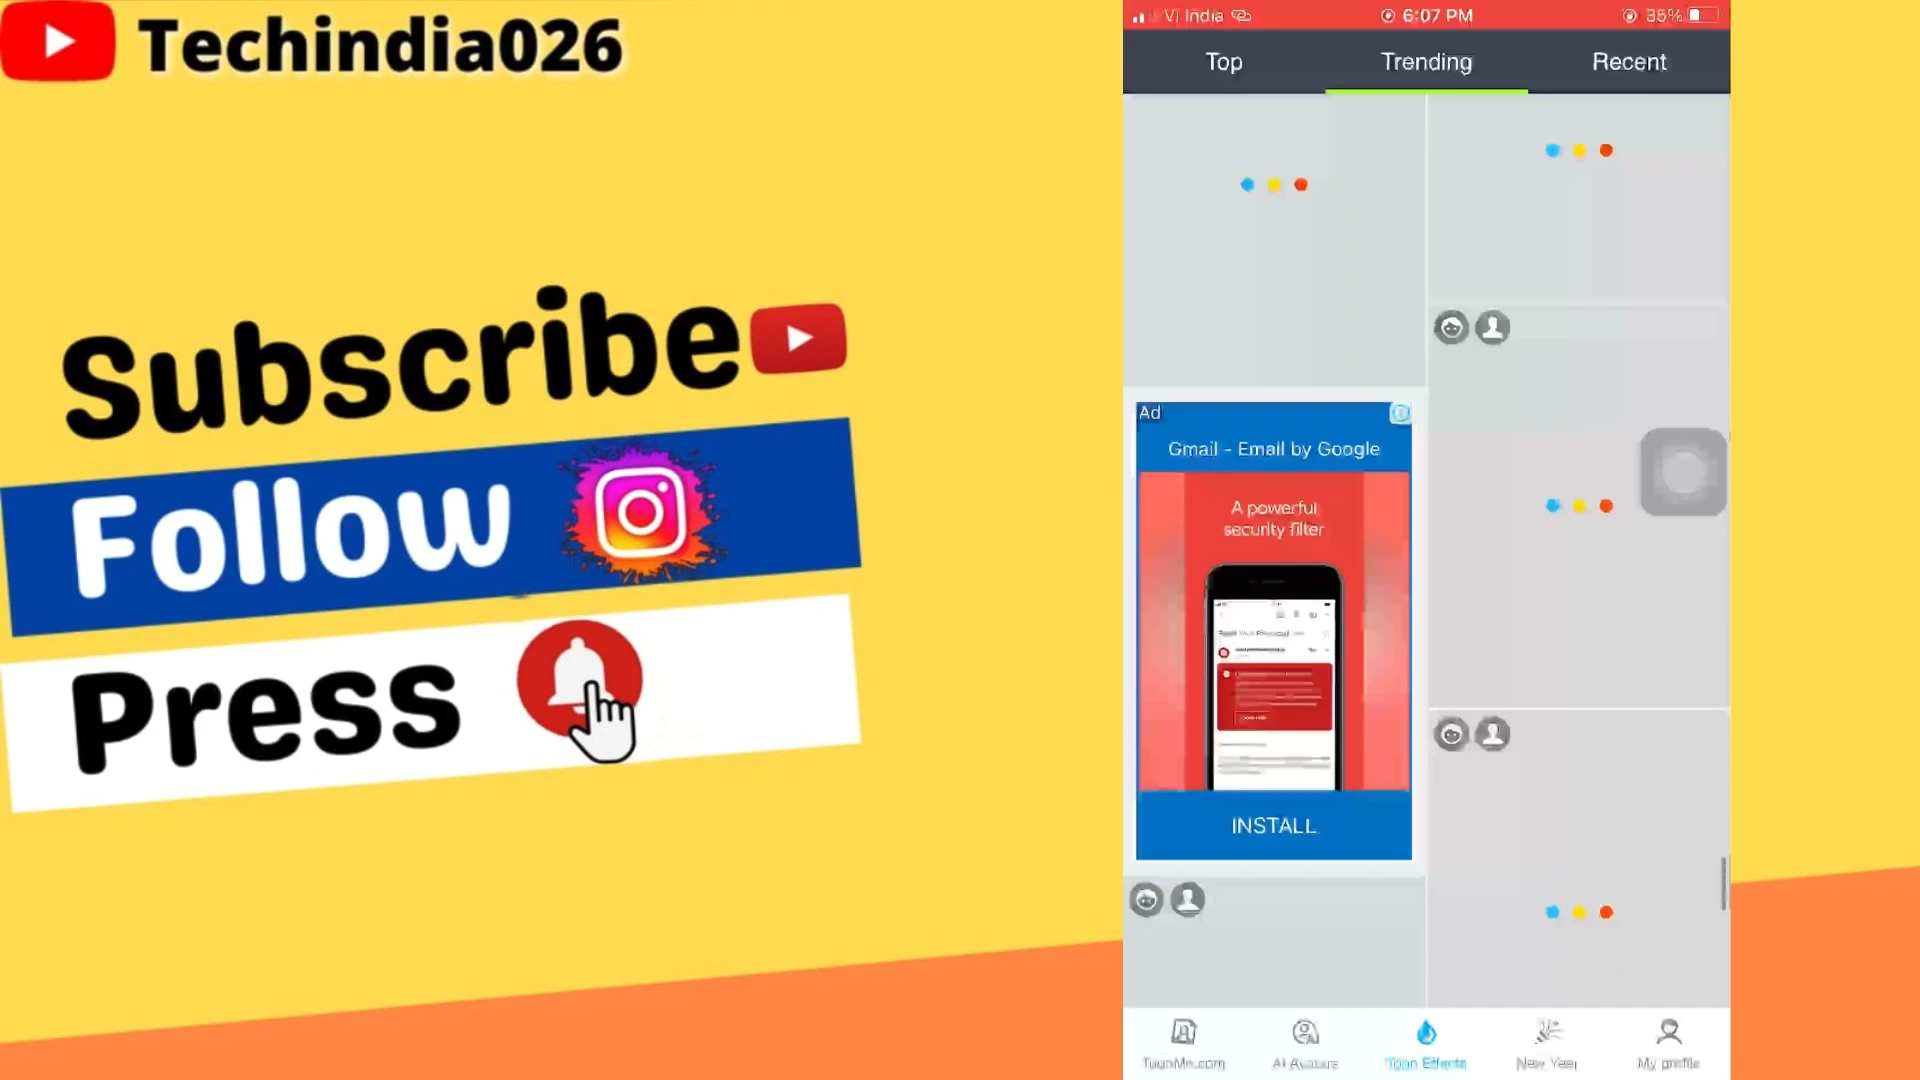 Techindia026
Subscribe
Follow
Press
VI India
6:07 PM
35%
Top
Trending
Recent
Ad
Gmail - Email by Google
A powerful
security filter
INSTALL
ToonMe.com
AI Avatars
Toon Effects
New Year
My profile